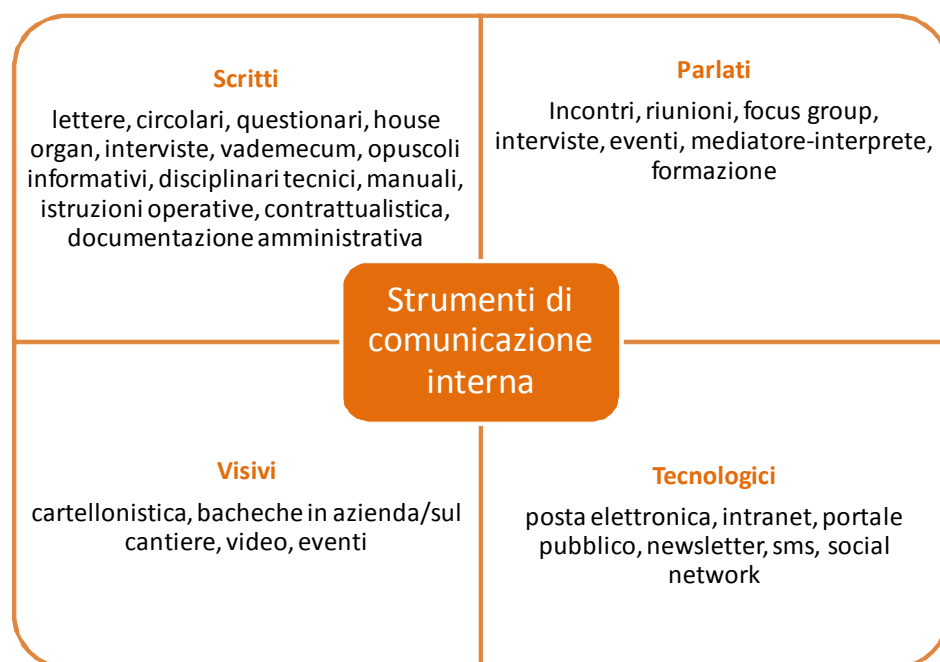 Scritti
lettere, circolari, questionari, house
organ, interviste, vademecum, opuscoli
informativi, disciplinari tecnici, manuali,
istruzioni operative, contrattualistica,
documentazione amministrativa
Parlati
Incontri, riunioni, focus group,
interviste, eventi, mediatore-interprete,
formazione
Strumenti di
comunicazione
interna
Visivi
cartellonistica, bacheche in azienda/sul
cantiere, video, eventi
Tecnologici
posta elettronica, intranet, portale
pubblico, newsletter, sms, social
network